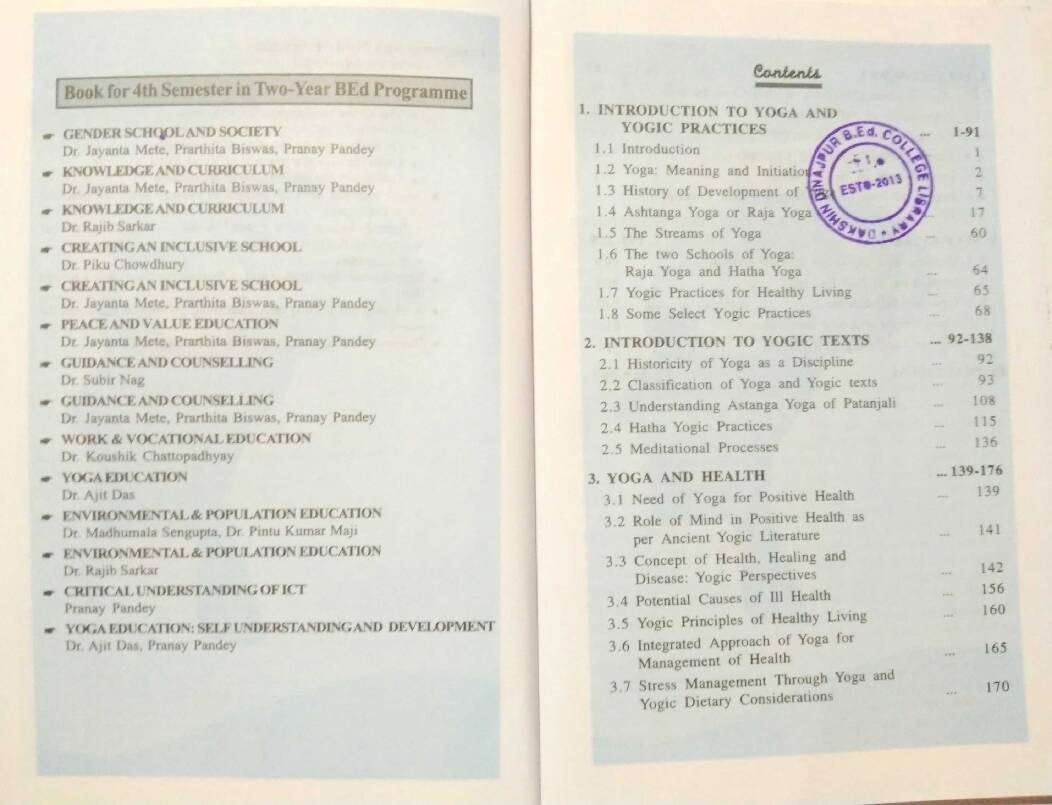 Book for 4th Semester in Two-Year BEd Programme
GENDER SCHOOL AND SOCIETY
Dr. Jayanta Mete, Prarthita Biswas, Pranay Pandey
KNOWLEDGE AND CURRICULUM
Dr. Jayanta Mete, Prarthita Biswas, Pranay Pandey
KNOWLEDGE AND CURRICULUM
Dr. Rajib Sarkar
CREATING AN INCLUSIVE SCHOOL
Dr. Piku Chowdhury
CREATING AN INCLUSIVE SCHOOL
Dr. Jayanta Mete, Prarthita Biswas, Pranay Pandey
PEACE AND VALUE EDUCATION
Dr. Jayanta Mete, Prarthita Biswas, Pranay Pandey
GUIDANCE AND COUNSELLING
Dr. Subir Nag
GUIDANCE AND COUNSELLING
Dr. Jayanta Mete, Prarthita Biswas, Pranay Pandey
WORK & VOCATIONAL EDUCATION
Dr. Koushik Chattopadhyay
YOGA EDUCATION
Dr. Ajit Das
ENVIRONMENTAL & POPULATION EDUCATION
Dr. Madhumala Sengupta, Dr. Pintu Kumar Maji
ENVIRONMENTAL & POPULATION EDUCATION
Dr. Rajib Sarkar
CRITICAL UNDERSTANDING OF ICT
Pranay Pandey
YOGA EDUCATION: SELF UNDERSTANDING AND DEVELOPMENT
Dr. Ajit Das, Pranay Pandey
Contents
1. INTRODUCTION TO YOGA AND
YOGIC PRACTICES ... 1-91
1.1 Introduction 1
1.2 Yoga: Meaning and Initiation 2
1.3 History of Development of Yoga 7
1.4 Ashtanga Yoga or Raja Yoga ... 17
1.5 The Streams of Yoga ... 60
1.6 The two Schools of Yoga:
Raja Yoga and Hatha Yoga ... 64
1.7 Yogic Practices for Healthy Living ... 65
1.8 Some Select Yogic Practices ... 68
2. INTRODUCTION TO YOGIC TEXTS ... 92-138
2.1 Historicity of Yoga as a Discipline ... 92
2.2 Classification of Yoga and Yogic texts ... 93
2.3 Understanding Astanga Yoga of Patanjali ... 108
2.4 Hatha Yogic Practices ... 115
2.5 Meditational Processes ... 136
3. YOGA AND HEALTH ... 139-176
3.1 Need of Yoga for Positive Health ... 139
3.2 Role of Mind in Positive Health as
per Ancient Yogic Literature ... 141
3.3 Concept of Health, Healing and
Disease: Yogic Perspectives ... 142
3.4 Potential Causes of Ill Health ... 156
3.5 Yogic Principles of Healthy Living ... 160
3.6 Integrated Approach of Yoga for
Management of Health ... 165
3.7 Stress Management Through Yoga and
Yogic Dietary Considerations ... 170
DAKSHIN DINAJPUR B.Ed. COLLEGE LIBRARY
ESTD-2013